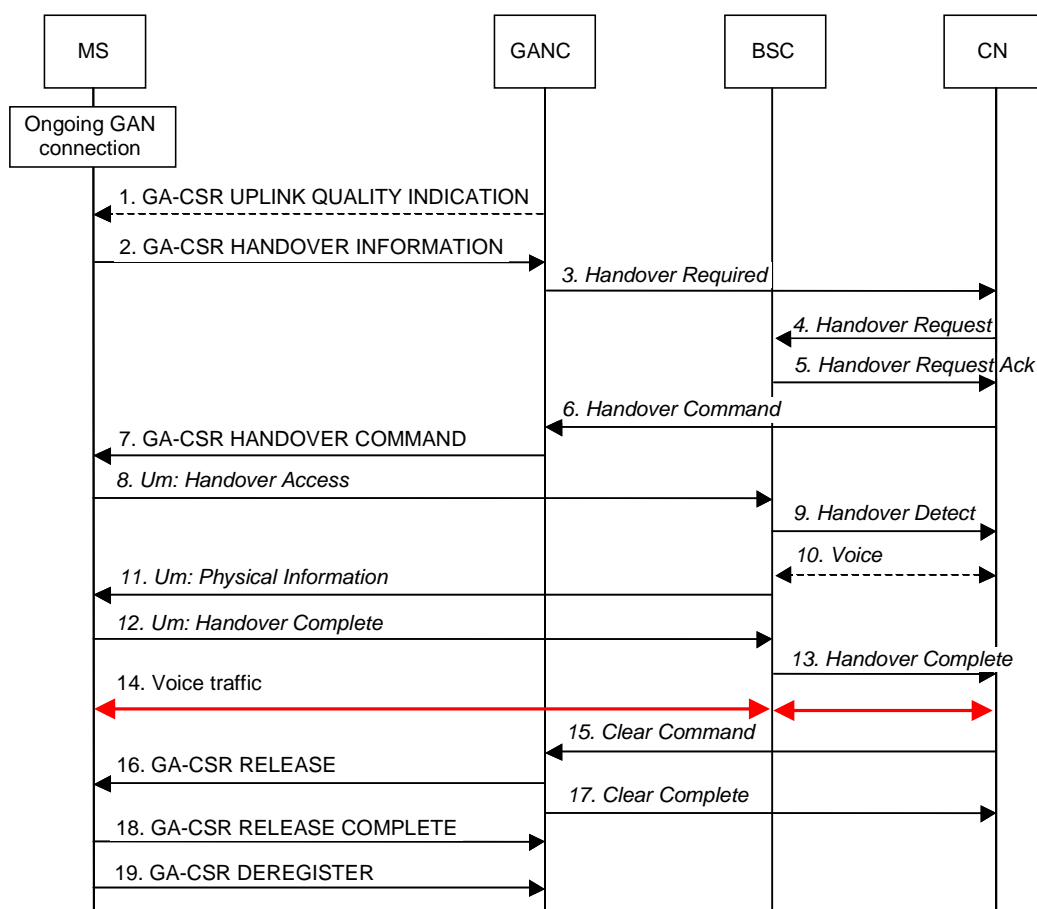 MS
GANC
BSC
CN
Ongoing GAN
connection
1. GA-CSR UPLINK QUALITY INDICATION
2. GA-CSR HANDOVER INFORMATION
3. Handover Required
4. Handover Request
5. Handover Request Ack
6. Handover Command
7. GA-CSR HANDOVER COMMAND
8. Um: Handover Access
9. Handover Detect
10. Voice
11. Um: Physical Information
12. Um: Handover Complete
13. Handover Complete
14. Voice traffic
15. Clear Command
16. GA-CSR RELEASE
17. Clear Complete
18. GA-CSR RELEASE COMPLETE
19. GA-CSR DEREGISTER